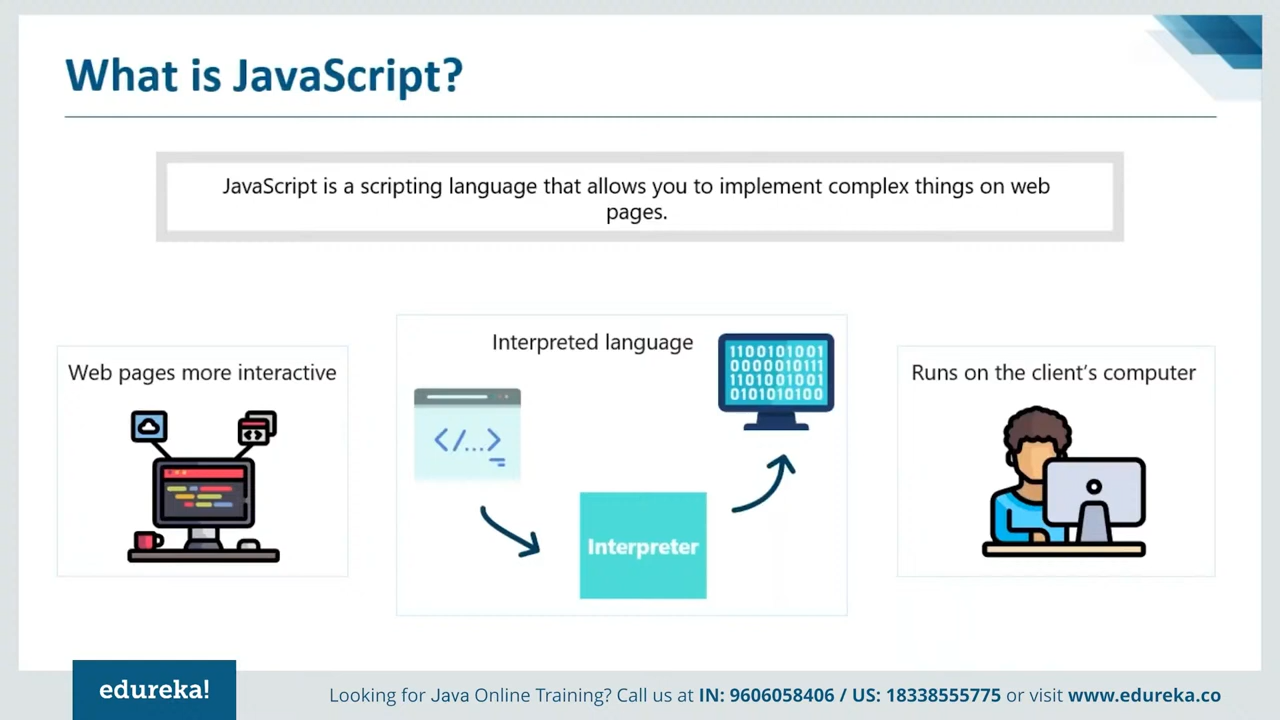 What is JavaScript?
JavaScript is a scripting language that allows you to implement complex things on web
pages.
Web pages more interactive
Interpreted language
</...>
Interpreter
1100101001
0000010111
1101001001
0101010100
Runs on the client's computer
edureka!
Looking for Java Online Training? Call us at IN: 9606058406 / US: 18338555775 or visit www.edureka.co